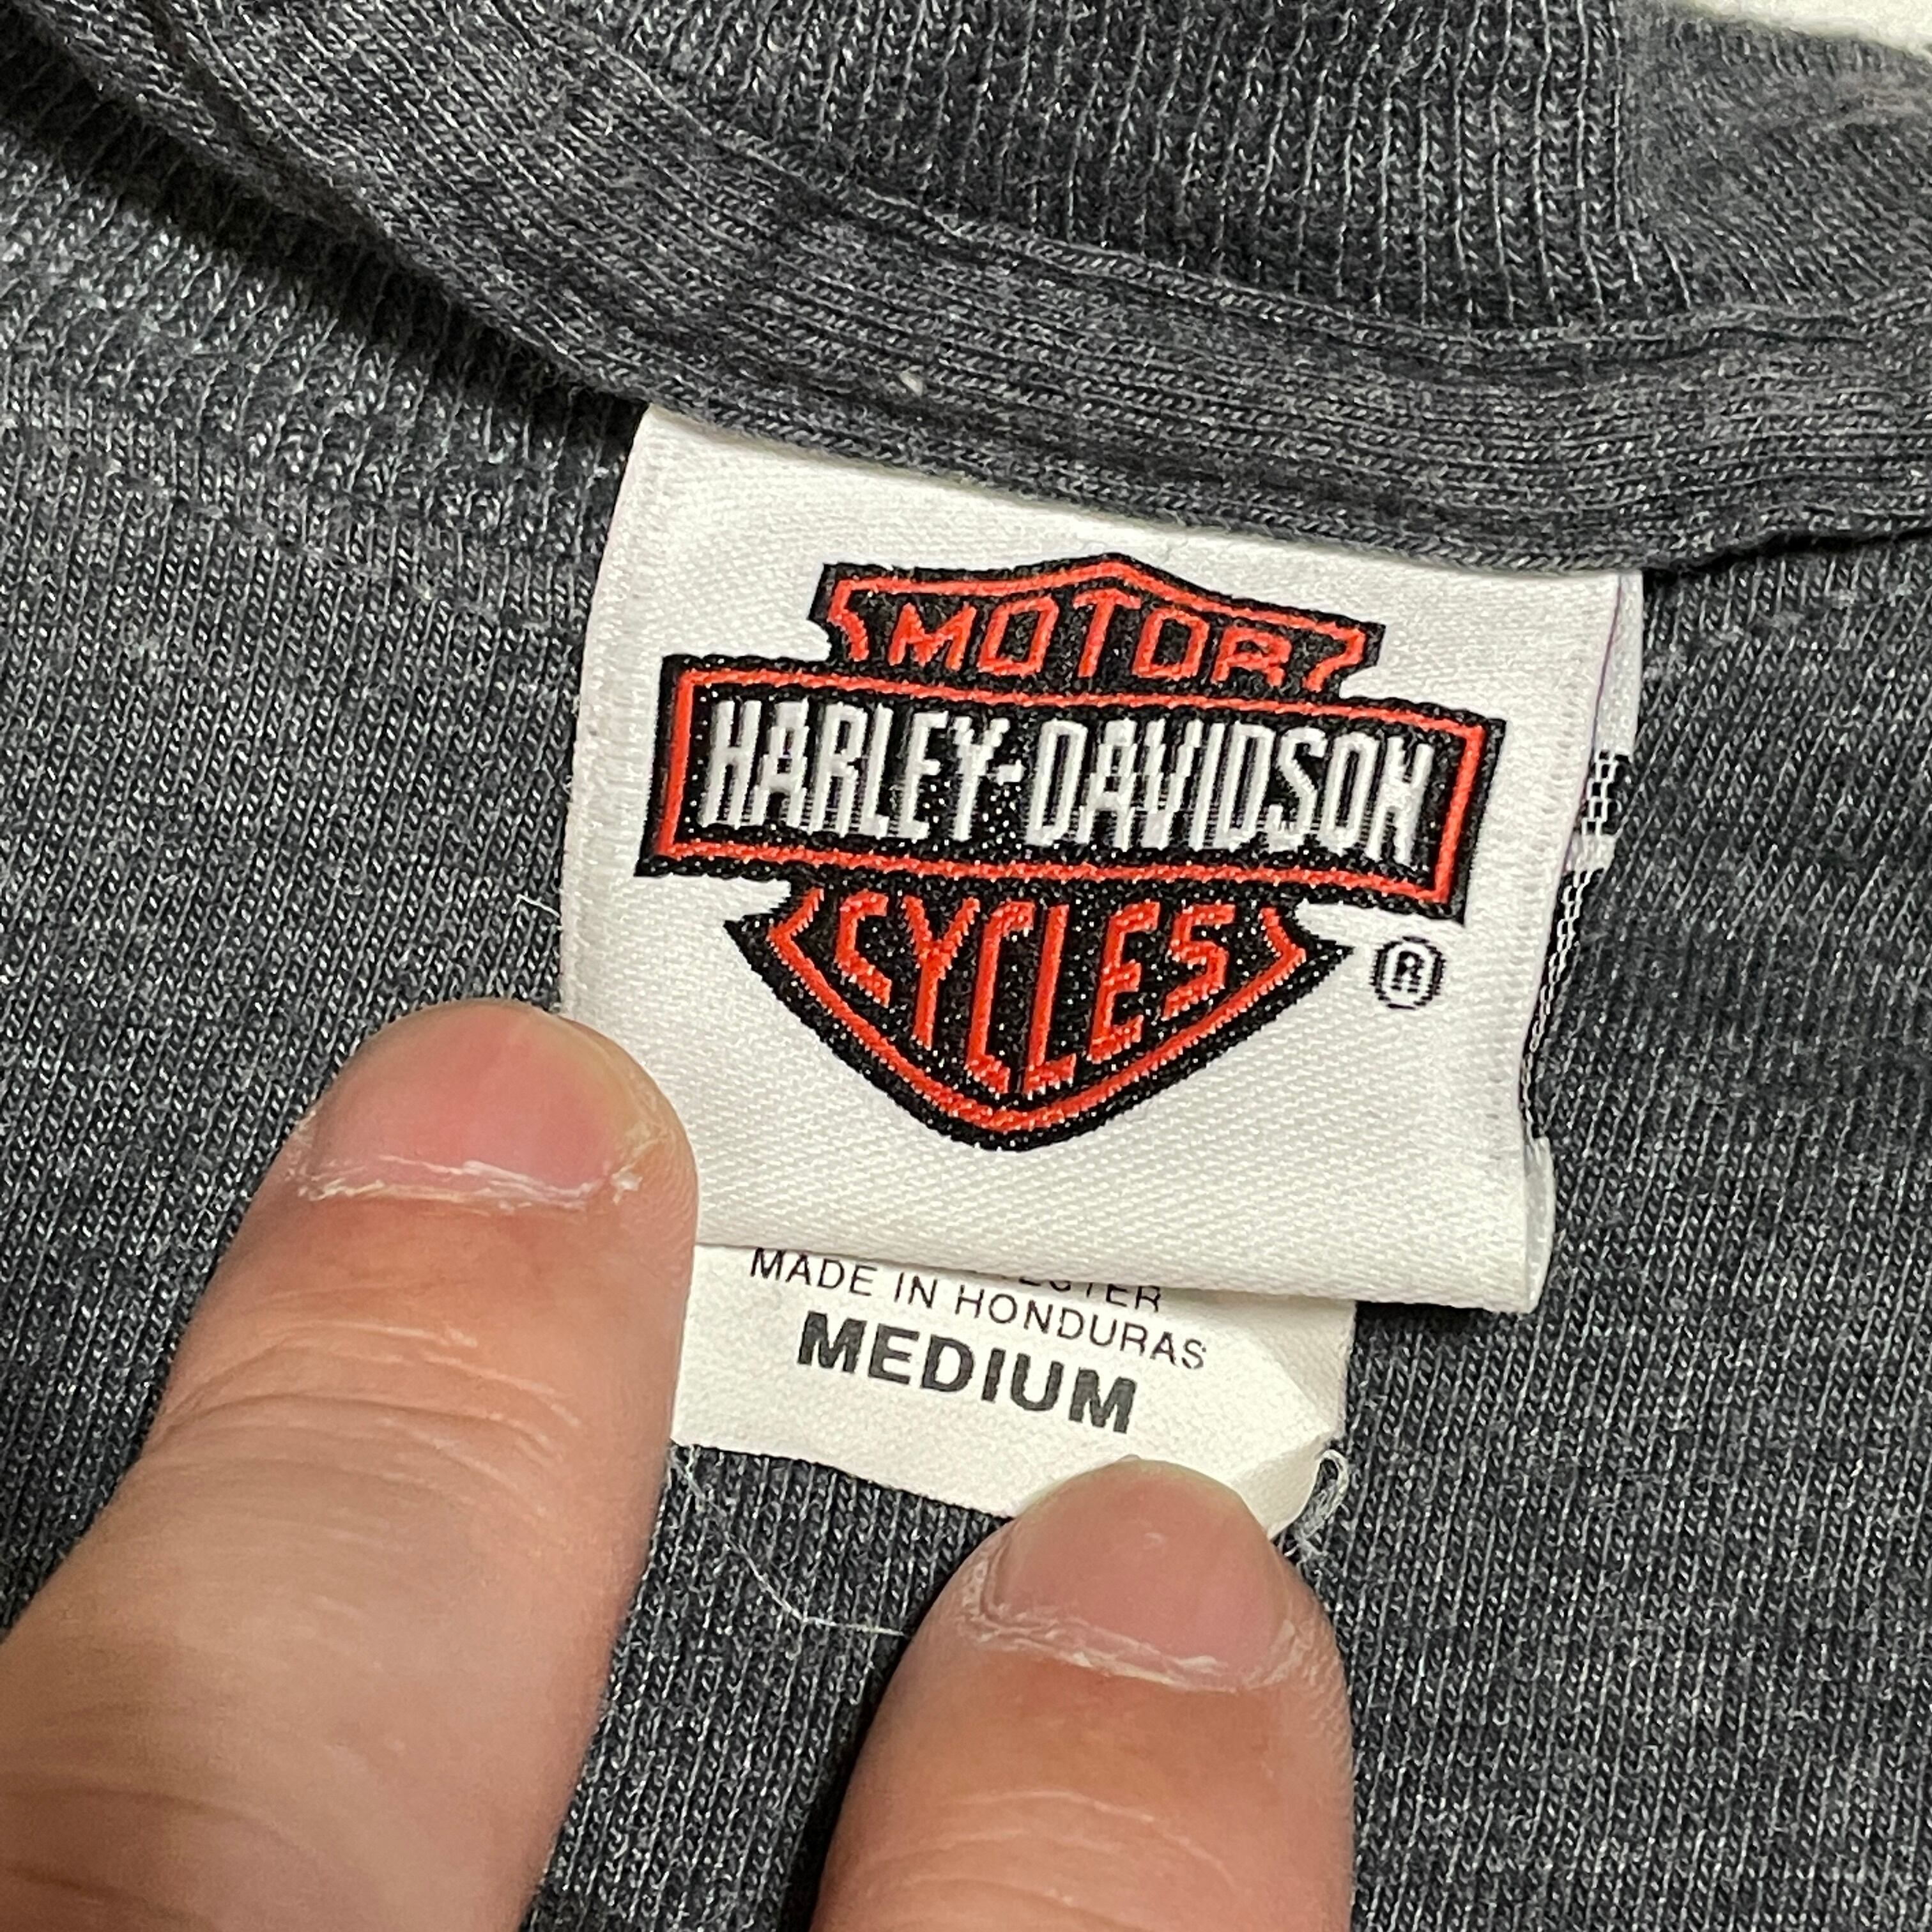 MOTOR
HARLEY-DAVIDSON
CYCLES
®
MADE IN HONDURAS
MEDIUM